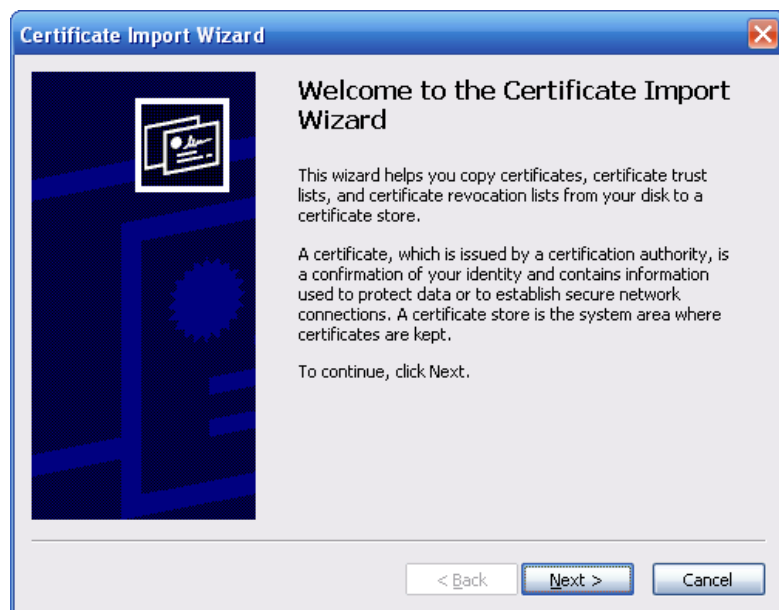 Certificate Import Wizard
Welcome to the Certificate Import
Wizard
This wizard helps you copy certificates, certificate trust
lists, and certificate revocation lists from your disk to a
certificate store.
A certificate, which is issued by a certification authority, is
a confirmation of your identity and contains information
used to protect data or to establish secure network
connections. A certificate store is the system area where
certificates are kept.
To continue, click Next.
< Back Next > Cancel